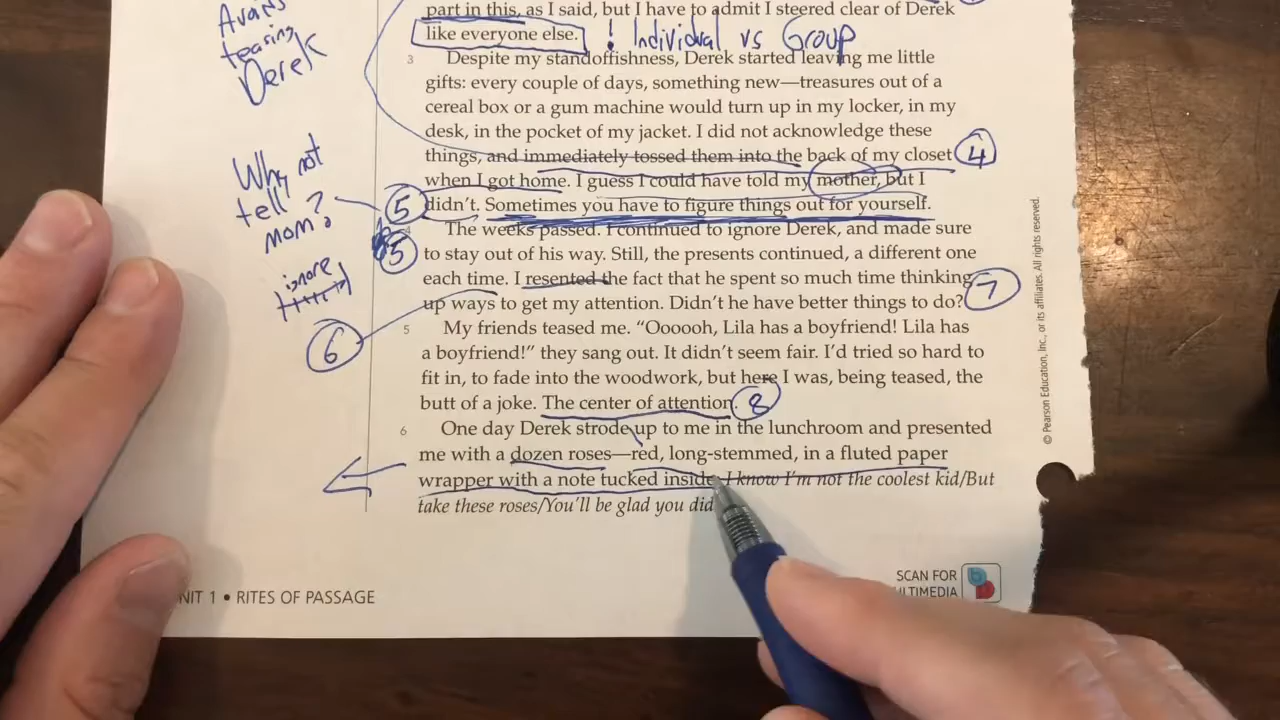 Avoids
teasing
Derek
part in this, as I said, but I have to admit I steered clear of Derek
like everyone else.
! Individual vs Group
3 Despite my standoffishness, Derek started leaving me little
gifts: every couple of days, something new—treasures out of a
cereal box or a gum machine would turn up in my locker, in my
desk, in the pocket of my jacket. I did not acknowledge these
things, and immediately tossed them into the back of my closet 4
when I got home. I guess I could have told my mother, but I
didn't. Sometimes you have to figure things out for yourself.
Why not
tell
mom?
5
4 The weeks passed. I continued to ignore Derek, and made sure
to stay out of his way. Still, the presents continued, a different one
each time. I resented the fact that he spent so much time thinking
up ways to get my attention. Didn't he have better things to do? 7
5
ignore
6
5 My friends teased me. “Oooooh, Lila has a boyfriend! Lila has
a boyfriend!” they sang out. It didn't seem fair. I'd tried so hard to
fit in, to fade into the woodwork, but here I was, being teased, the
butt of a joke. The center of attention. 8
6 One day Derek strode up to me in the lunchroom and presented
me with a dozen roses—red, long-stemmed, in a fluted paper
wrapper with a note tucked inside. I know I'm not the coolest kid/But
take these roses/You'll be glad you did
NIT 1 • RITES OF PASSAGE
SCAN FOR
LTIMEDIA
© Pearson Education, Inc., or its affiliates. All rights reserved.